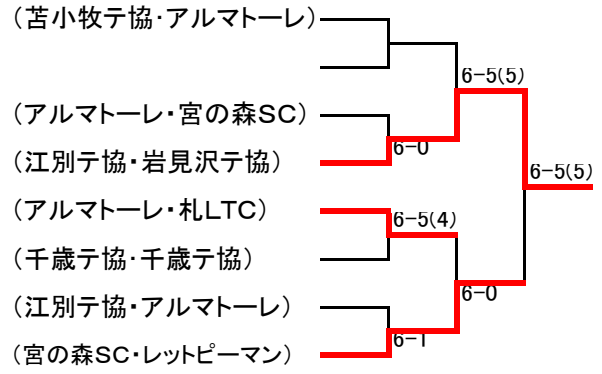 (苫小牧テ協･アルマトーレ)
6-5(5)
(アルマトーレ・宮の森SC)
6-0
(江別テ協・岩見沢テ協)
6-5(5)
(アルマトーレ・札LTC)
6-5(4)
(千歳テ協･千歳テ協)
6-0
(江別テ協・アルマトーレ)
6-1
(宮の森SC・レットピーマン)